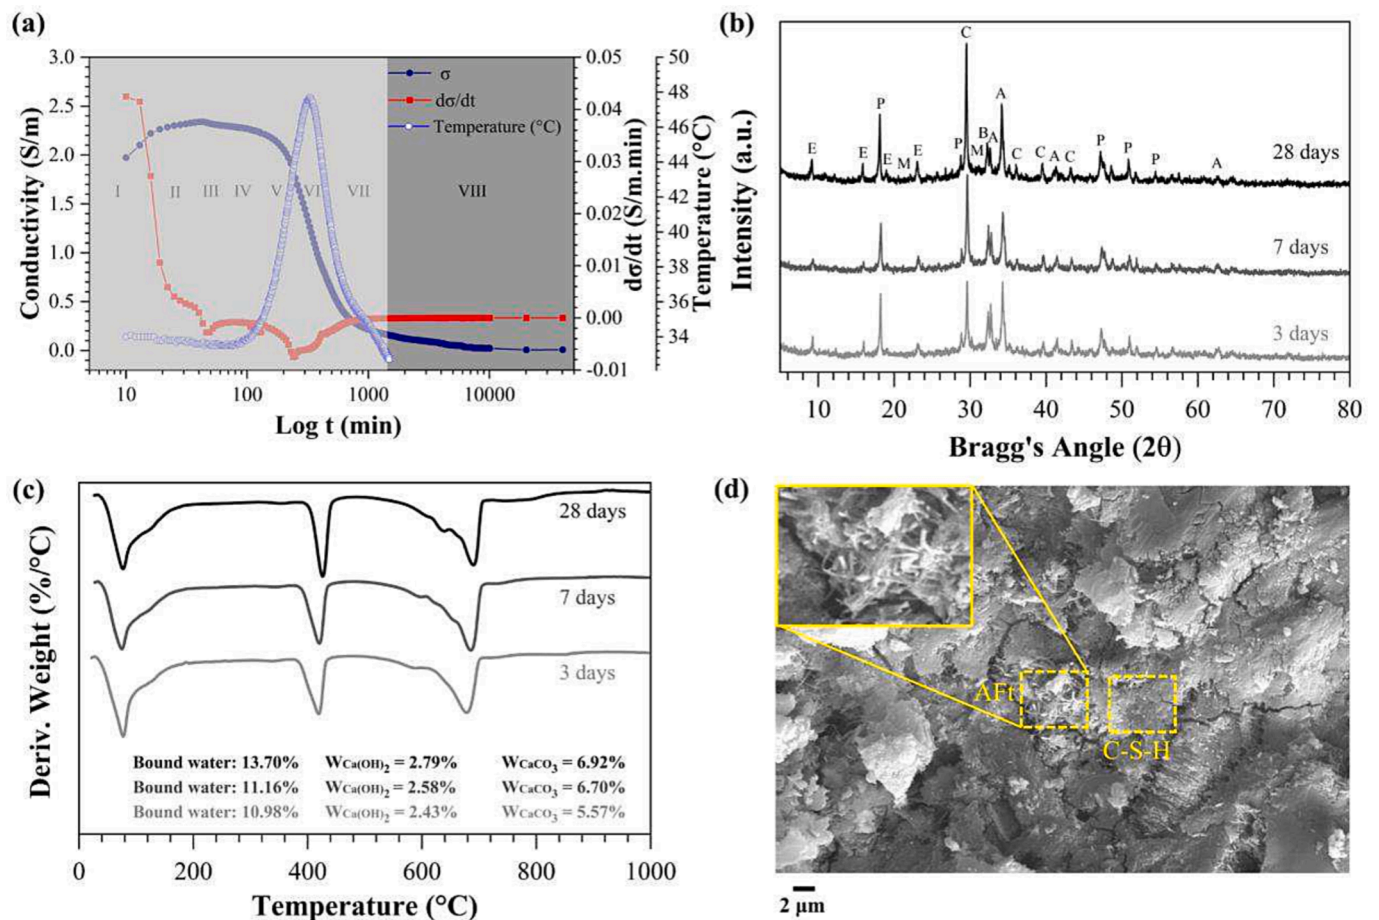 (a)
3.0
2.5
2.0
1.5
1.0
0.5
0.0
Conductivity (S/m)
0.05
0.04
0.03
0.02
0.01
0.00
-0.01
dσ/dt (S/m.min)
50
48
46
44
42
40
38
36
34
Temperature (°C)
σ
dσ/dt
Temperature (°C)
I II III IV V VI VII VIII
10 100 1000 10000
Log t (min)
(b)
Intensity (a.u.)
E E P E M E P C M B A A C C A C P P P A
28 days
7 days
3 days
10 20 30 40 50 60 70 80
Bragg's Angle (2θ)
(c)
Deriv. Weight (%/°C)
28 days
7 days
3 days
Bound water: 13.70% WCa(OH)2 = 2.79% WCaCO3 = 6.92%
Bound water: 11.16% WCa(OH)2 = 2.58% WCaCO3 = 6.70%
Bound water: 10.98% WCa(OH)2 = 2.43% WCaCO3 = 5.57%
0 200 400 600 800 1000
Temperature (°C)
(d)
AFt
C-S-H
2 μm